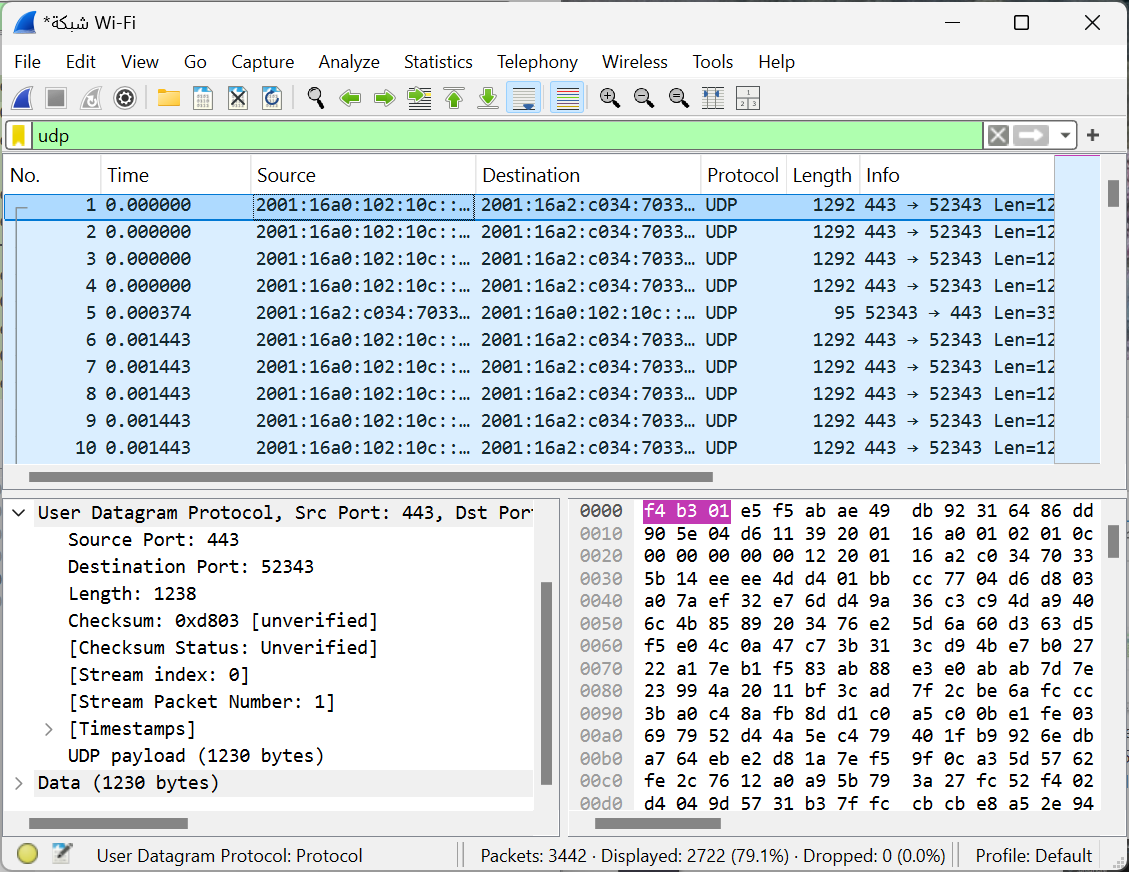 *شبكة Wi-Fi
File Edit View Go Capture Analyze Statistics Telephony Wireless Tools Help
udp
No. Time Source Destination Protocol Length Info
1 0.000000 2001:16a0:102:10c::… 2001:16a2:c034:7033… UDP 1292 443 → 52343 Len=12
2 0.000000 2001:16a0:102:10c::… 2001:16a2:c034:7033… UDP 1292 443 → 52343 Len=12
3 0.000000 2001:16a0:102:10c::… 2001:16a2:c034:7033… UDP 1292 443 → 52343 Len=12
4 0.000000 2001:16a0:102:10c::… 2001:16a2:c034:7033… UDP 1292 443 → 52343 Len=12
5 0.000374 2001:16a2:c034:7033… 2001:16a0:102:10c::… UDP 95 52343 → 443 Len=33
6 0.001443 2001:16a0:102:10c::… 2001:16a2:c034:7033… UDP 1292 443 → 52343 Len=12
7 0.001443 2001:16a0:102:10c::… 2001:16a2:c034:7033… UDP 1292 443 → 52343 Len=12
8 0.001443 2001:16a0:102:10c::… 2001:16a2:c034:7033… UDP 1292 443 → 52343 Len=12
9 0.001443 2001:16a0:102:10c::… 2001:16a2:c034:7033… UDP 1292 443 → 52343 Len=12
10 0.001443 2001:16a0:102:10c::… 2001:16a2:c034:7033… UDP 1292 443 → 52343 Len=12
User Datagram Protocol, Src Port: 443, Dst Por
Source Port: 443
Destination Port: 52343
Length: 1238
Checksum: 0xd803 [unverified]
[Checksum Status: Unverified]
[Stream index: 0]
[Stream Packet Number: 1]
[Timestamps]
UDP payload (1230 bytes)
Data (1230 bytes)
0000 f4 b3 01 e5 f5 ab ae 49 db 92 31 64 86 dd
0010 90 5e 04 d6 11 39 20 01 16 a0 01 02 01 0c
0020 00 00 00 00 00 12 20 01 16 a2 c0 34 70 33
0030 5b 14 ee ee 4d d4 01 bb cc 77 04 d6 d8 03
0040 a0 7a ef 32 e7 6d d4 9a 36 c3 c9 4d a9 40
0050 6c 4b 85 89 20 34 76 e2 5d 6a 60 d3 63 d5
0060 f5 e0 4c 0a 47 c7 3b 31 3c d9 4b e7 b0 27
0070 22 a1 7e b1 f5 83 ab 88 e3 e0 ab ab 7d 7e
0080 23 99 4a 20 11 bf 3c ad 7f 2c be 6a fc cc
0090 3b a0 c4 8a fb 8d d1 c0 a5 c0 0b e1 fe 03
00a0 69 79 52 d4 4a 5e c4 79 40 1f b9 92 6e db
00b0 a7 64 eb e2 d8 1a 7e f5 9f 0c a3 5d 57 62
00c0 fe 2c 76 12 a0 a9 5b 79 3a 27 fc 52 f4 02
00d0 d4 04 9d 57 31 b3 7f fc cb cb e8 a5 2e 94
User Datagram Protocol: Protocol Packets: 3442 · Displayed: 2722 (79.1%) · Dropped: 0 (0.0%) Profile: Default